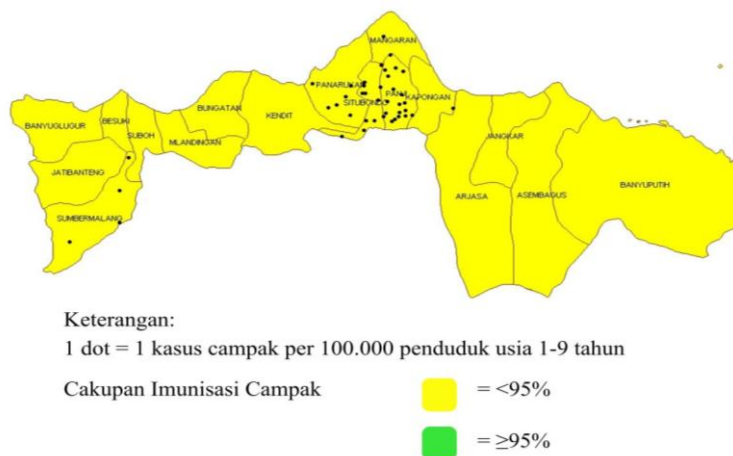 MANGARAN
PANARUKAN
PANJI
KAPONGAN
SITUBONDO
BUNGATAN
KENDIT
BANYUGLUGUR
BESUKI
SUBOH
MLANDINGAN
JANGKAR
JATIBANTENG
SUMBERMALANG
ARJASA
ASEMBAGUS
BANYUPUTIH
Keterangan:
1 dot = 1 kasus campak per 100.000 penduduk usia 1-9 tahun
Cakupan Imunisasi Campak
= <95%
= ≥95%